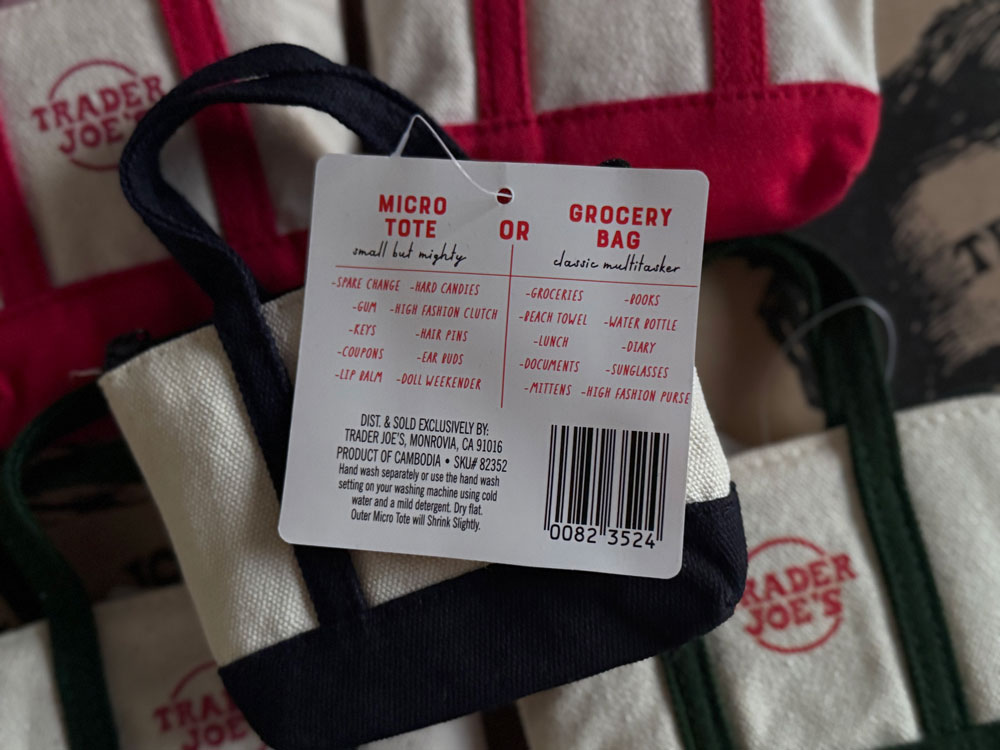 TRADER
JOE'S
MICRO
TOTE
small but mighty
OR
GROCERY
BAG
classic multitasker
-SPARE CHANGE -HARD CANDIES
-GUM -HIGH FASHION CLUTCH
-KEYS -HAIR PINS
-COUPONS -EAR BUDS
-LIP BALM -DOLL WEEKENDER
-GROCERIES -BOOKS
-BEACH TOWEL -WATER BOTTLE
-LUNCH -DIARY
-DOCUMENTS -SUNGLASSES
-MITTENS -HIGH FASHION PURSE
DIST. & SOLD EXCLUSIVELY BY:
TRADER JOE'S, MONROVIA, CA 91016
PRODUCT OF CAMBODIA • SKU# 82352
Hand wash separately or use the hand wash
setting on your washing machine using cold
water and a mild detergent. Dry flat.
Outer Micro Tote will Shrink Slightly.
0082 3524
TRADER
JOE'S
TRA
JO